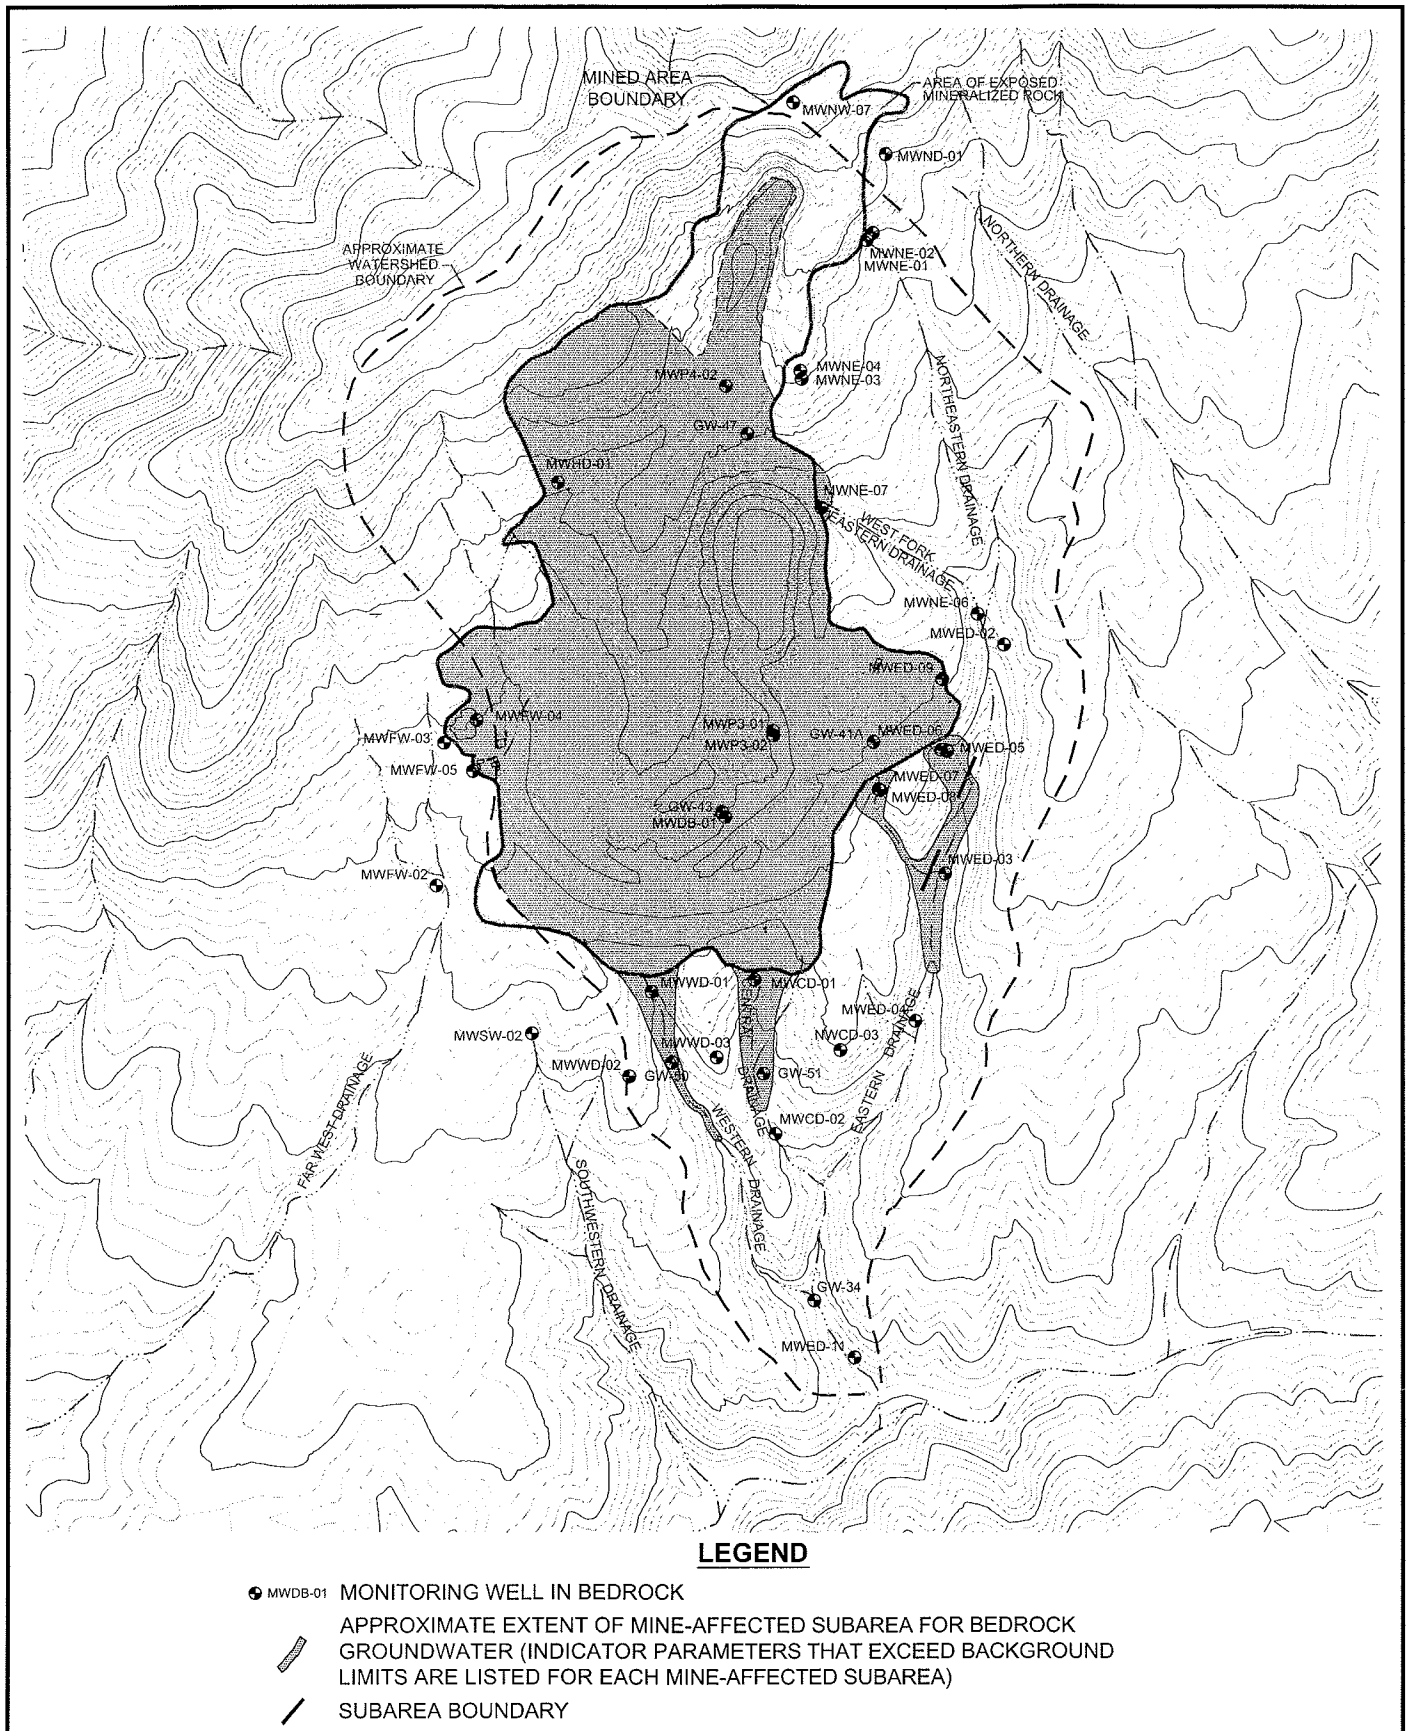 MINED AREA
BOUNDARY
AREA OF EXPOSED
MINERALIZED ROCK
MWNW-07
MWND-01
APPROXIMATE
WATERSHED
BOUNDARY
MWNE-02
MWNE-01
NORTHERN DRAINAGE
MWNE-04
MWNE-03
MWP4-02
NORTHEASTERN DRAINAGE
GW-47
MWHD-01
MWNE-07
WEST FORK
EASTERN DRAINAGE
MWNE-06
MWED-02
MWED-09
MWFW-04
MWFW-03
MWP3-01
MWP3-02
GW-41A
MWED-06
MWED-05
MWFW-05
MWED-07
MWED-08
GW-43
MWDB-01
MWED-03
MWFW-02
MWWD-01
MWCD-01
MWED-04
MWSW-02
NWCD-03
MWWD-03
MWWD-02
GW-50
GW-51
CENTRAL DRAINAGE
EASTERN DRAINAGE
MWCD-02
WESTERN DRAINAGE
FAR WEST DRAINAGE
SOUTHWESTERN DRAINAGE
GW-34
MWED-11
LEGEND
MWDB-01 MONITORING WELL IN BEDROCK
APPROXIMATE EXTENT OF MINE-AFFECTED SUBAREA FOR BEDROCK
GROUNDWATER (INDICATOR PARAMETERS THAT EXCEED BACKGROUND
LIMITS ARE LISTED FOR EACH MINE-AFFECTED SUBAREA)
SUBAREA BOUNDARY